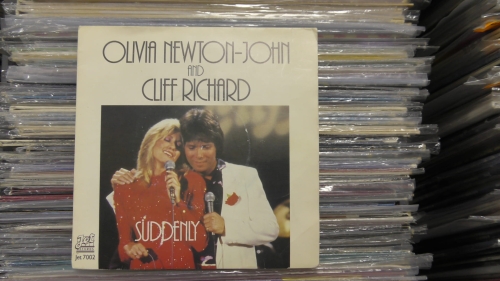 OLIVIA NEWTON-JOHN
AND
CLIFF RICHARD
SUDDENLY
Jet
Jet 7002